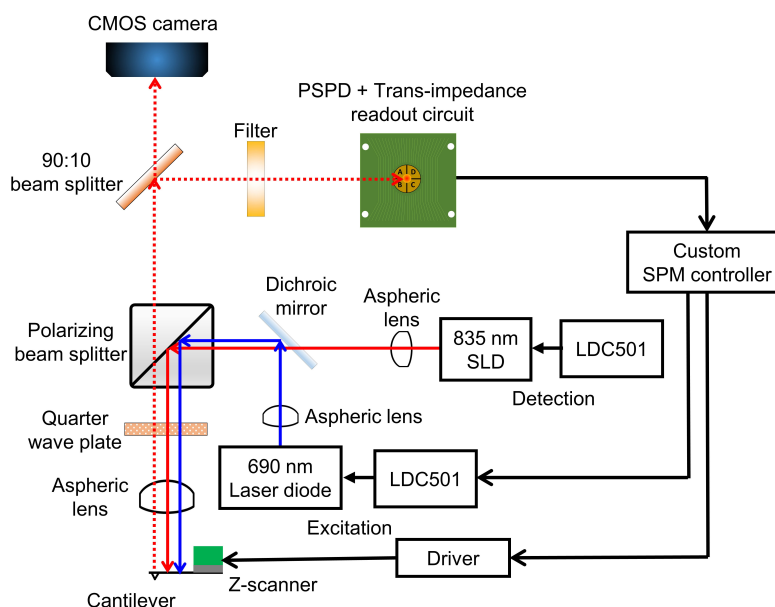 CMOS camera
PSPD + Trans-impedance
readout circuit
Filter
90:10
beam splitter
A D
B C
Custom
SPM controller
Dichroic
mirror
Aspheric
lens
Polarizing
beam splitter
835 nm
SLD
LDC501
Detection
Quarter
wave plate
Aspheric lens
690 nm
Laser diode
LDC501
Aspheric
lens
Excitation
Driver
Z-scanner
Cantilever